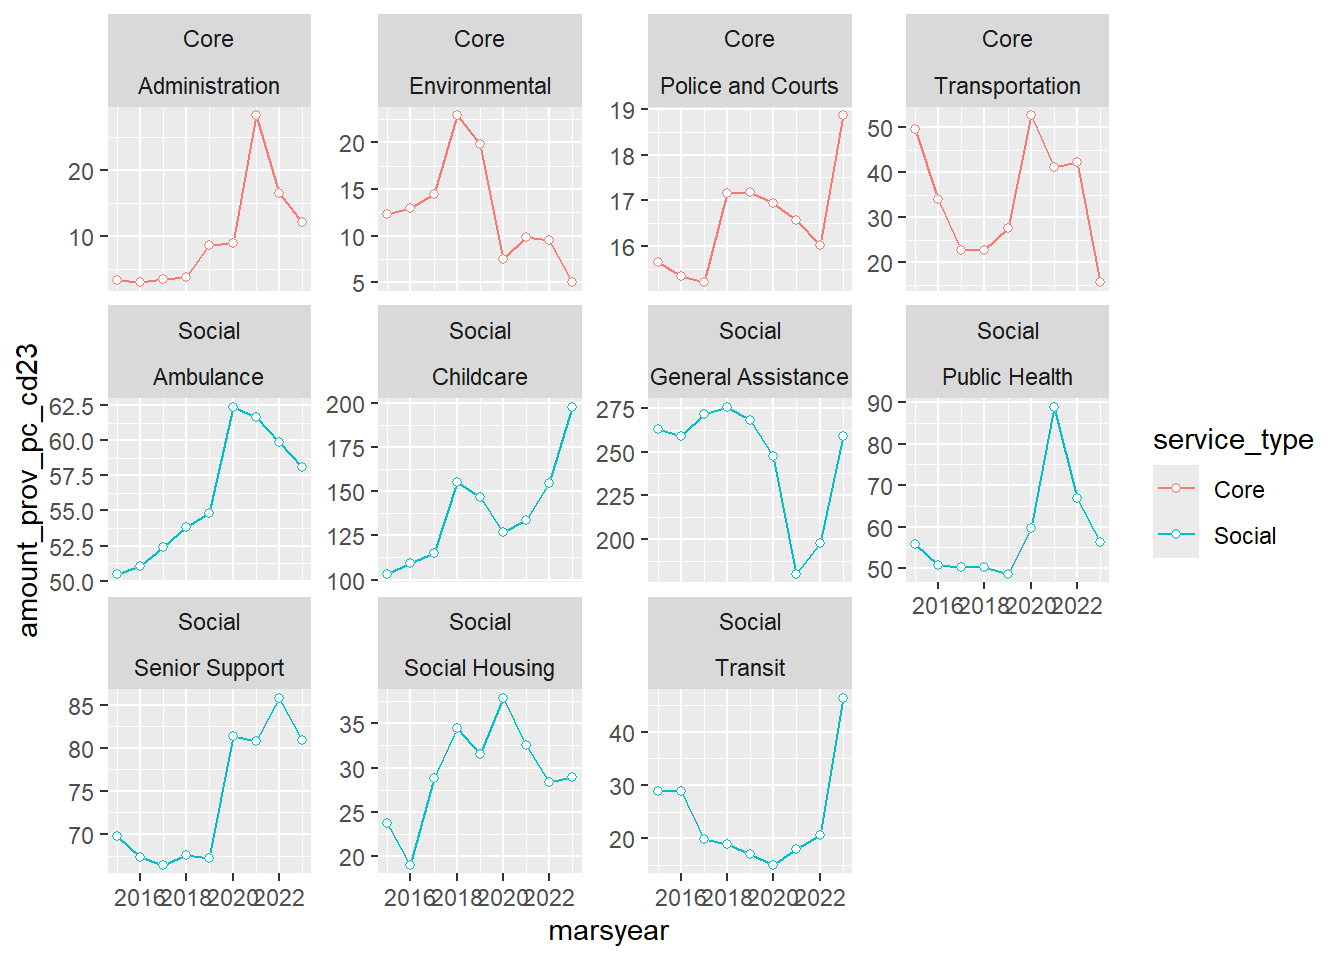 Core
Administration
Core
Environmental
Core
Police and Courts
Core
Transportation
20
10
20
15
10
5
19
18
17
16
50
40
30
20
Social
Ambulance
Social
Childcare
Social
General Assistance
Social
Public Health
62.5
60.0
57.5
55.0
52.5
50.0
200
175
150
125
100
275
250
225
200
90
80
70
60
50
2016 2018 2020 2022
Social
Senior Support
Social
Social Housing
Social
Transit
85
80
75
70
35
30
25
20
40
30
20
2016 2018 2020 2022
2016 2018 2020 2022
2016 2018 2020 2022
marsyear
amount_prov_pc_cd23
service_type
Core
Social